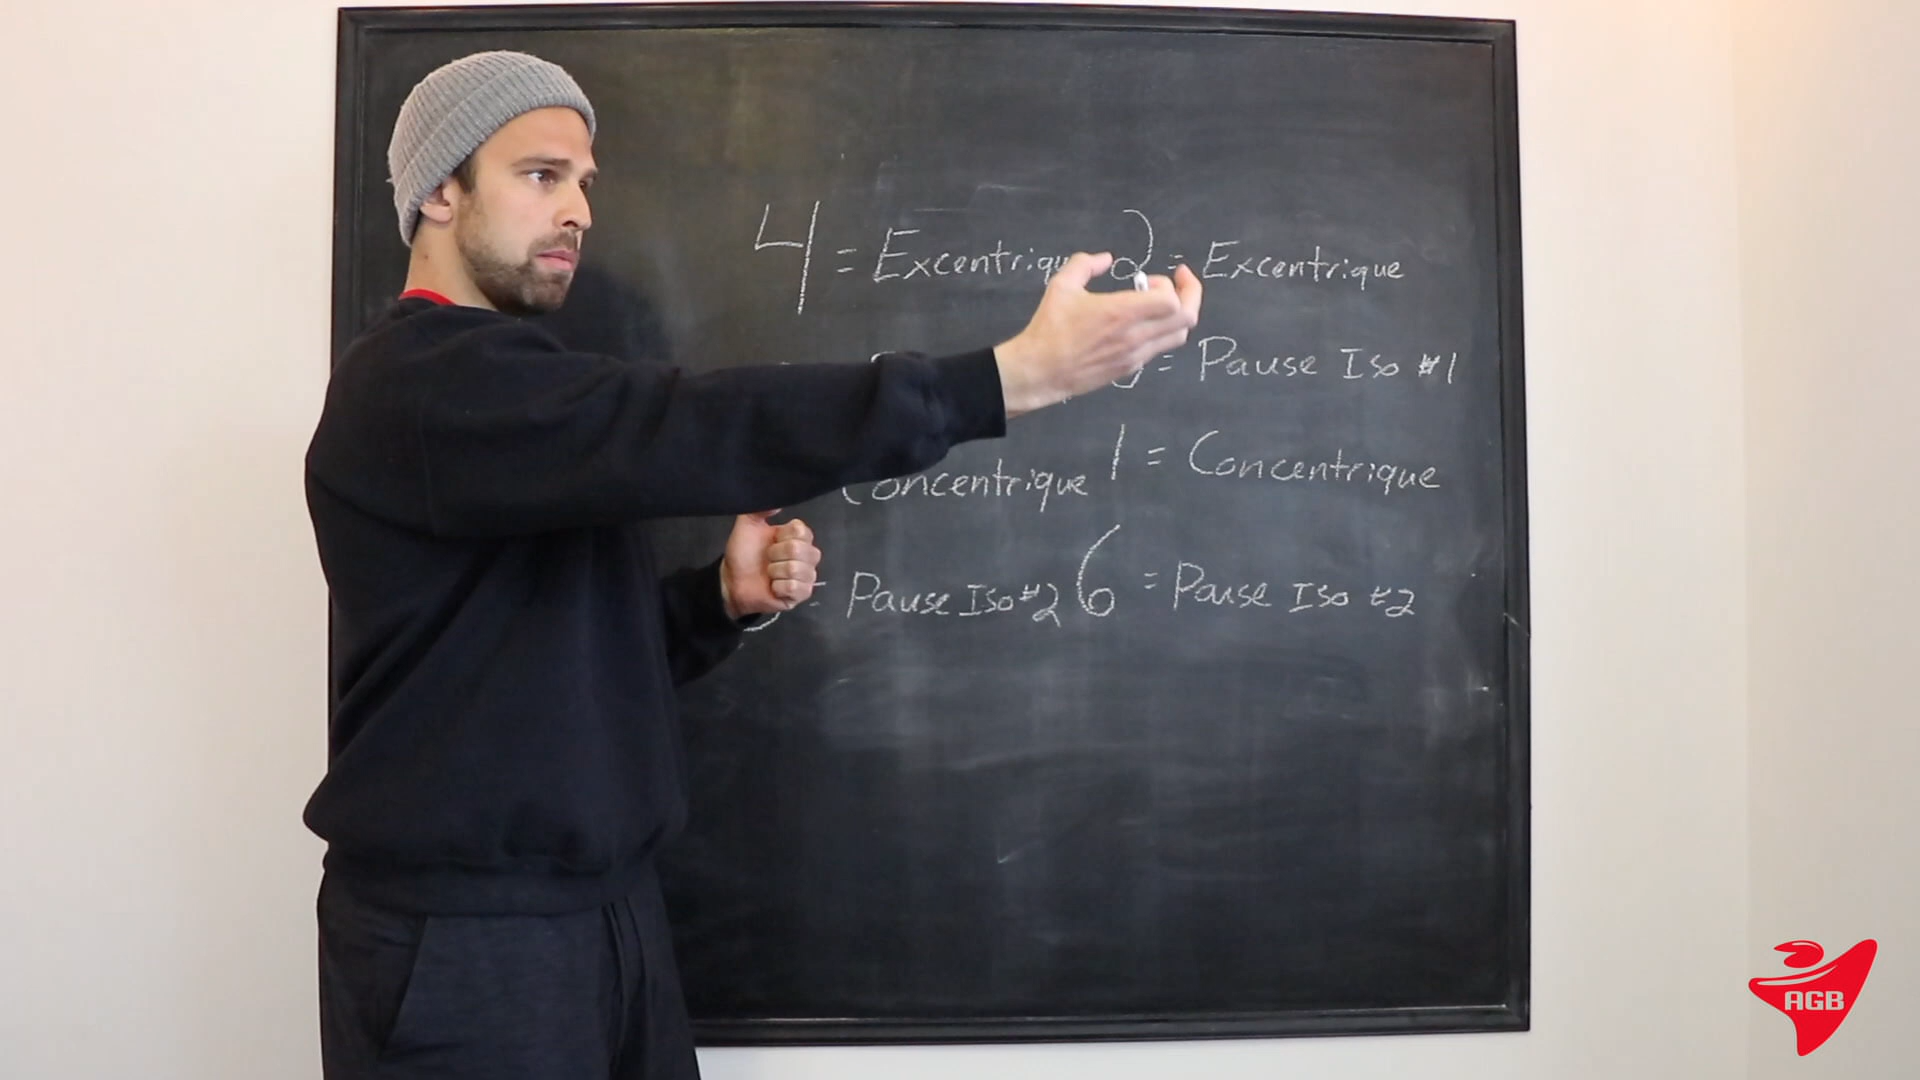 4 = Excentrique
= Pause Iso #1
Concentrique
= Pause Iso #2
2 = Excentrique
1 = Concentrique
6 = Pause Iso #2
AGB